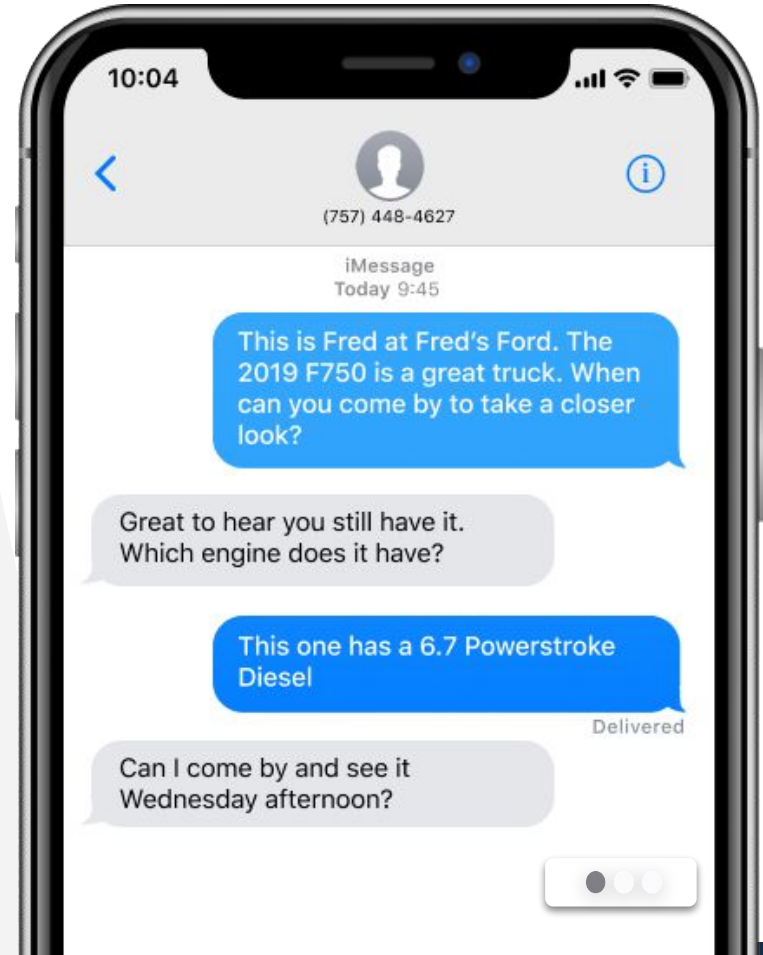 10:04
(757) 448-4627
iMessage
Today 9:45
This is Fred at Fred’s Ford. The
2019 F750 is a great truck. When
can you come by to take a closer
look?
Great to hear you still have it.
Which engine does it have?
This one has a 6.7 Powerstroke
Diesel
Delivered
Can I come by and see it
Wednesday afternoon?